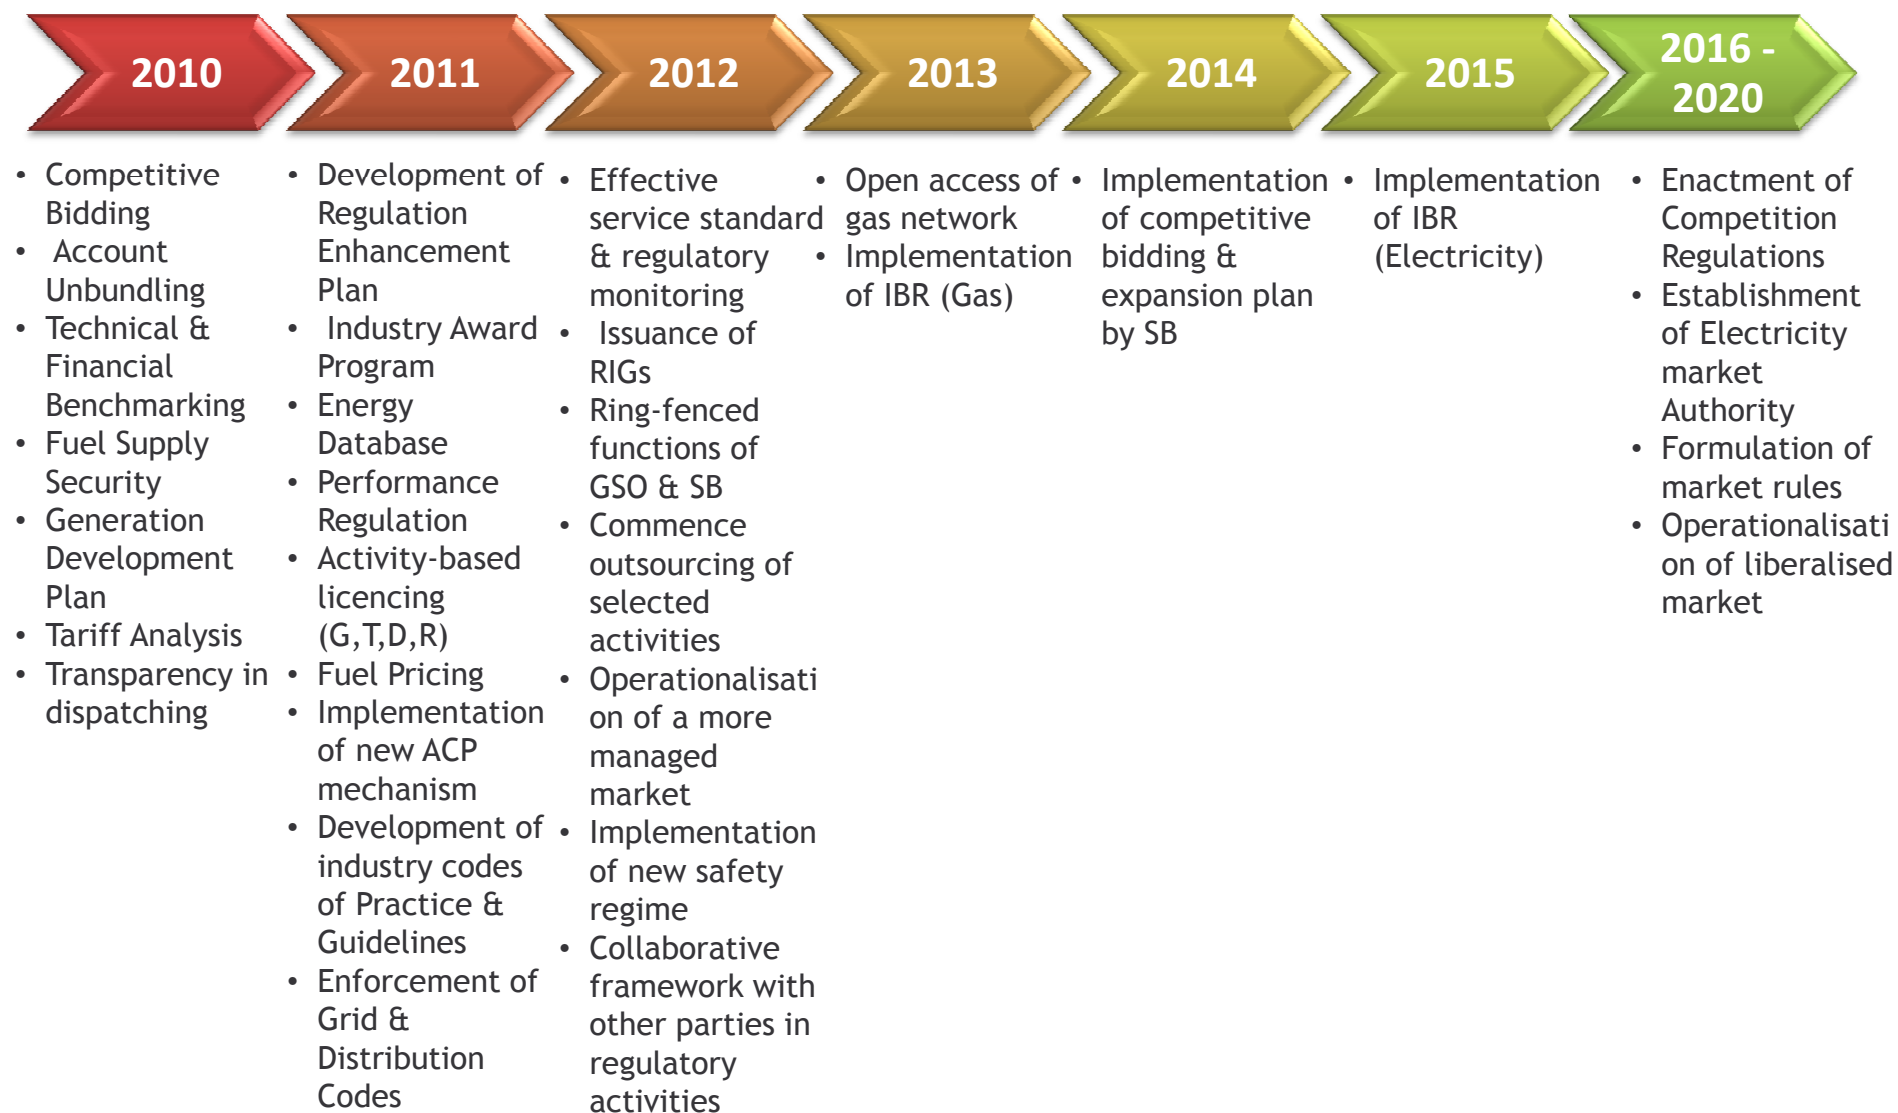 2010
2011
2012
2013
2014
2015
2016 -
2020
• Competitive
Bidding
• Account
Unbundling
• Technical &
Financial
Benchmarking
• Fuel Supply
Security
• Generation
Development
Plan
• Tariff Analysis
• Transparency in
dispatching
• Development of
Regulation
Enhancement
Plan
• Industry Award
Program
• Energy
Database
• Performance
Regulation
• Activity-based
licencing
(G,T,D,R)
• Fuel Pricing
• Implementation
of new ACP
mechanism
• Development of
industry codes
of Practice &
Guidelines
• Enforcement of
Grid &
Distribution
Codes
• Effective
service standard
& regulatory
monitoring
• Issuance of
RIGs
• Ring-fenced
functions of
GSO & SB
• Commence
outsourcing of
selected
activities
• Operationalisati
on of a more
managed
market
• Implementation
of new safety
regime
• Collaborative
framework with
other parties in
regulatory
activities
• Open access of
gas network
• Implementation
of IBR (Gas)
• Implementation
of competitive
bidding &
expansion plan
by SB
• Implementation
of IBR
(Electricity)
• Enactment of
Competition
Regulations
• Establishment
of Electricity
market
Authority
• Formulation of
market rules
• Operationalisati
on of liberalised
market